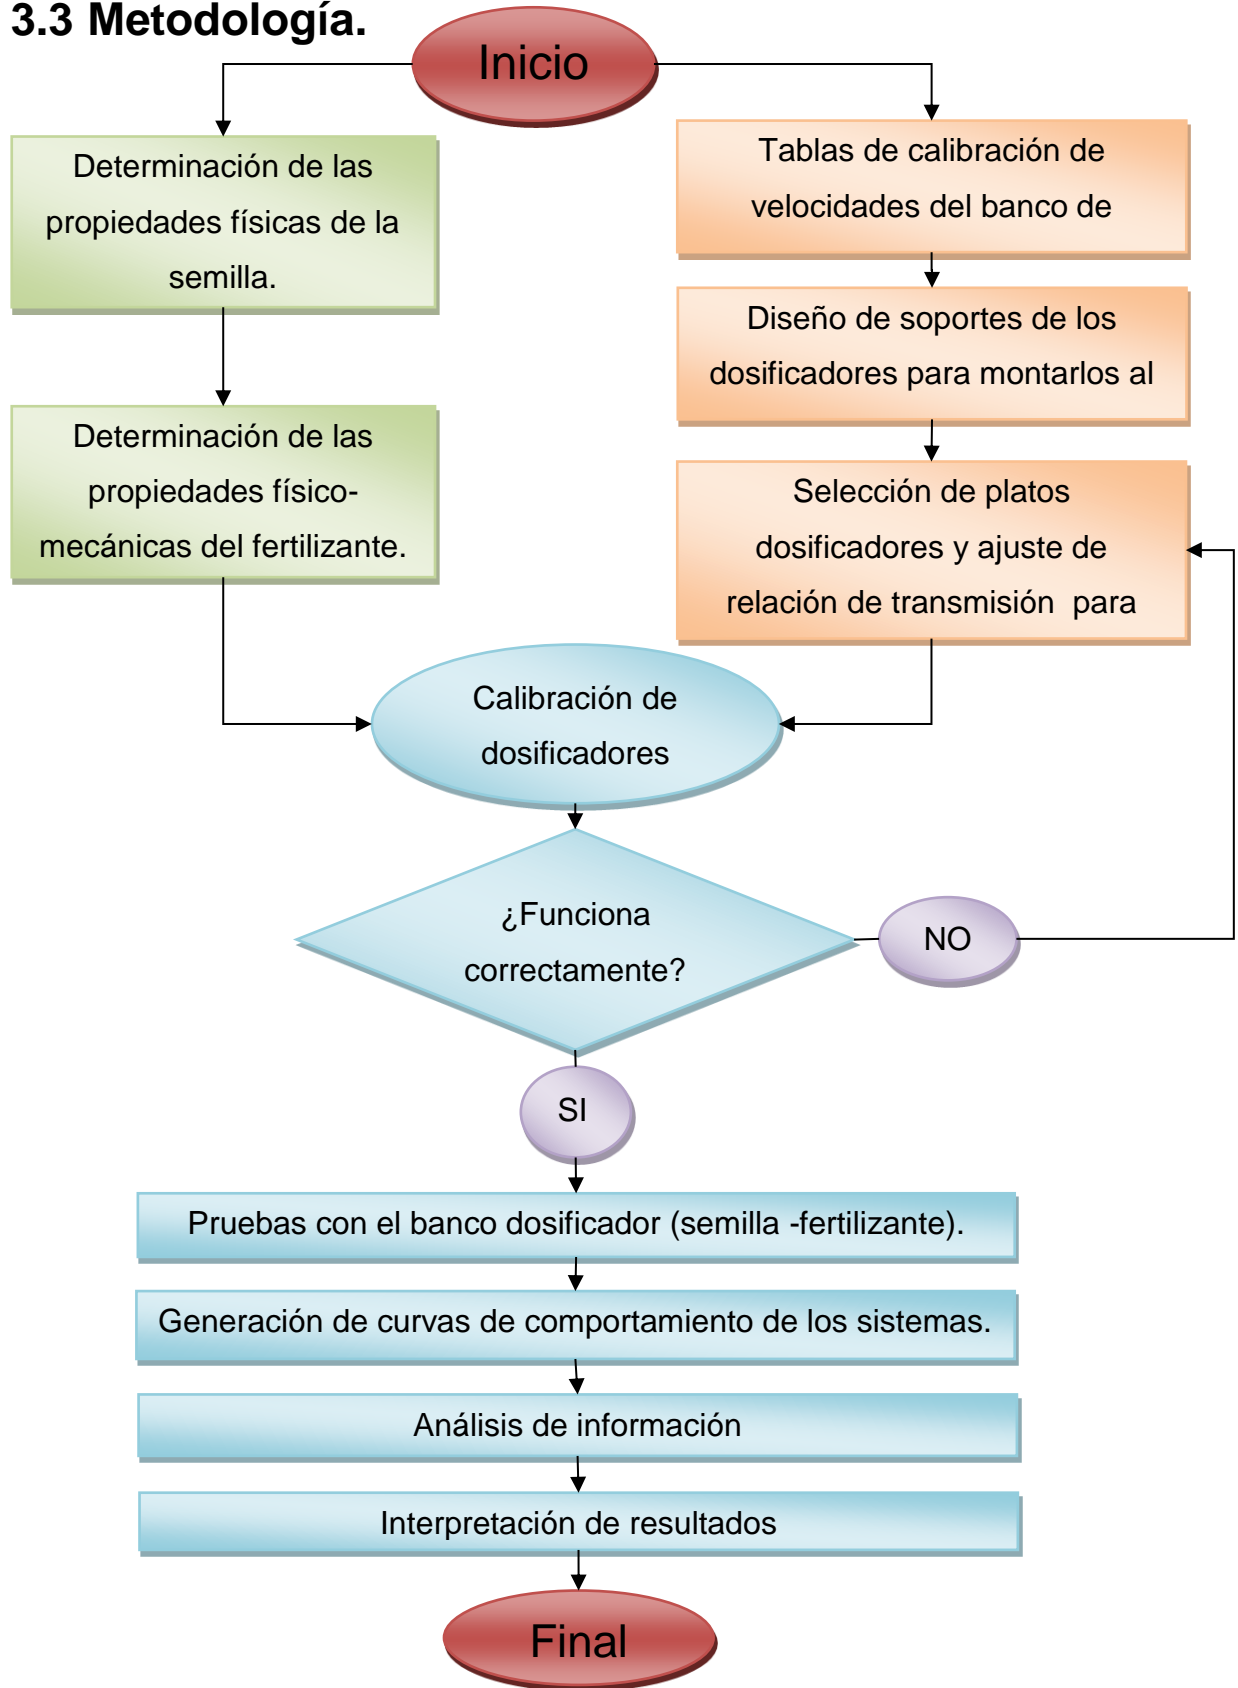 3.3 Metodología.
Inicio
Determinación de las
propiedades físicas de la
semilla.
Determinación de las
propiedades físico-
mecánicas del fertilizante.
Tablas de calibración de
velocidades del banco de
Diseño de soportes de los
dosificadores para montarlos al
Selección de platos
dosificadores y ajuste de
relación de transmisión  para
Calibración de
dosificadores
¿Funciona
correctamente?
NO
SI
Pruebas con el banco dosificador (semilla -fertilizante).
Generación de curvas de comportamiento de los sistemas.
Análisis de información
Interpretación de resultados
Final